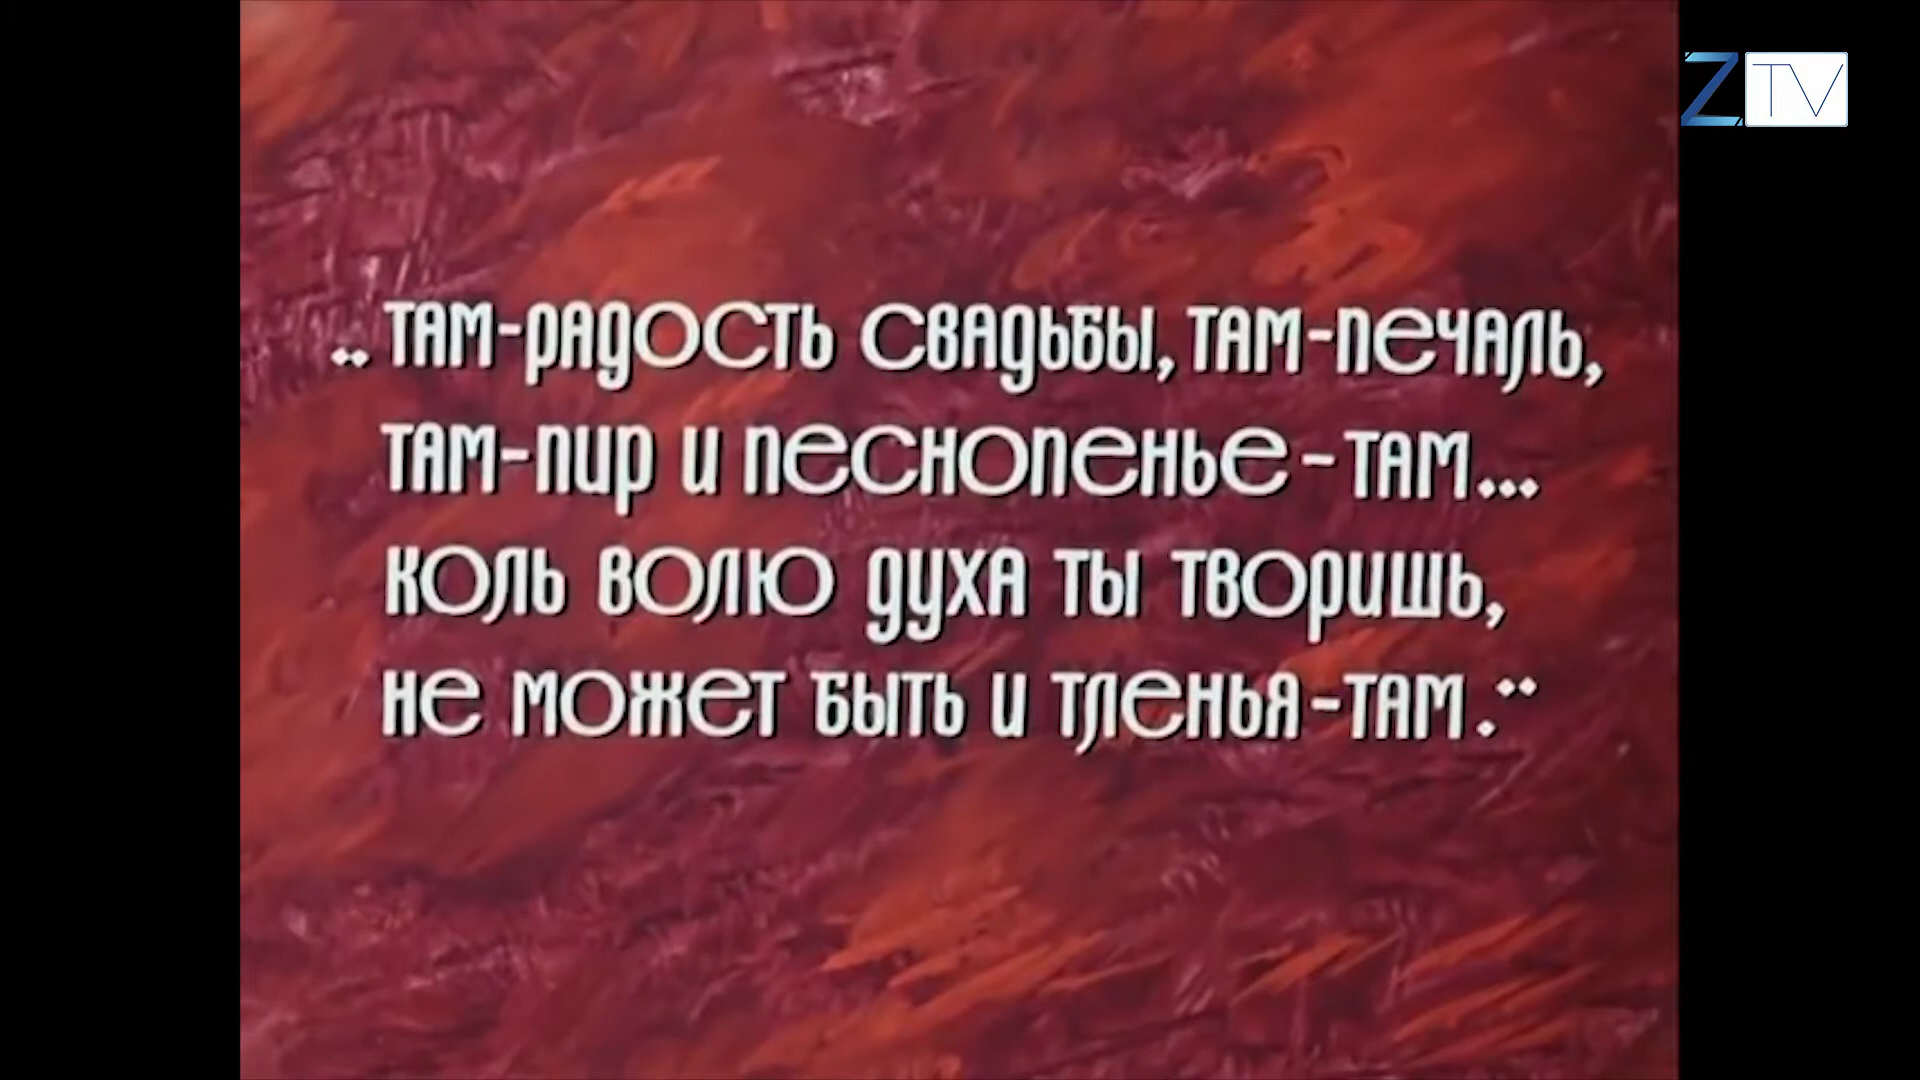 ZTV
„там-радость свадьбы, там-печаль,
там-пир и песнопенье-там...
коль волю духа ты творишь,
не может быть и тленья-там.“